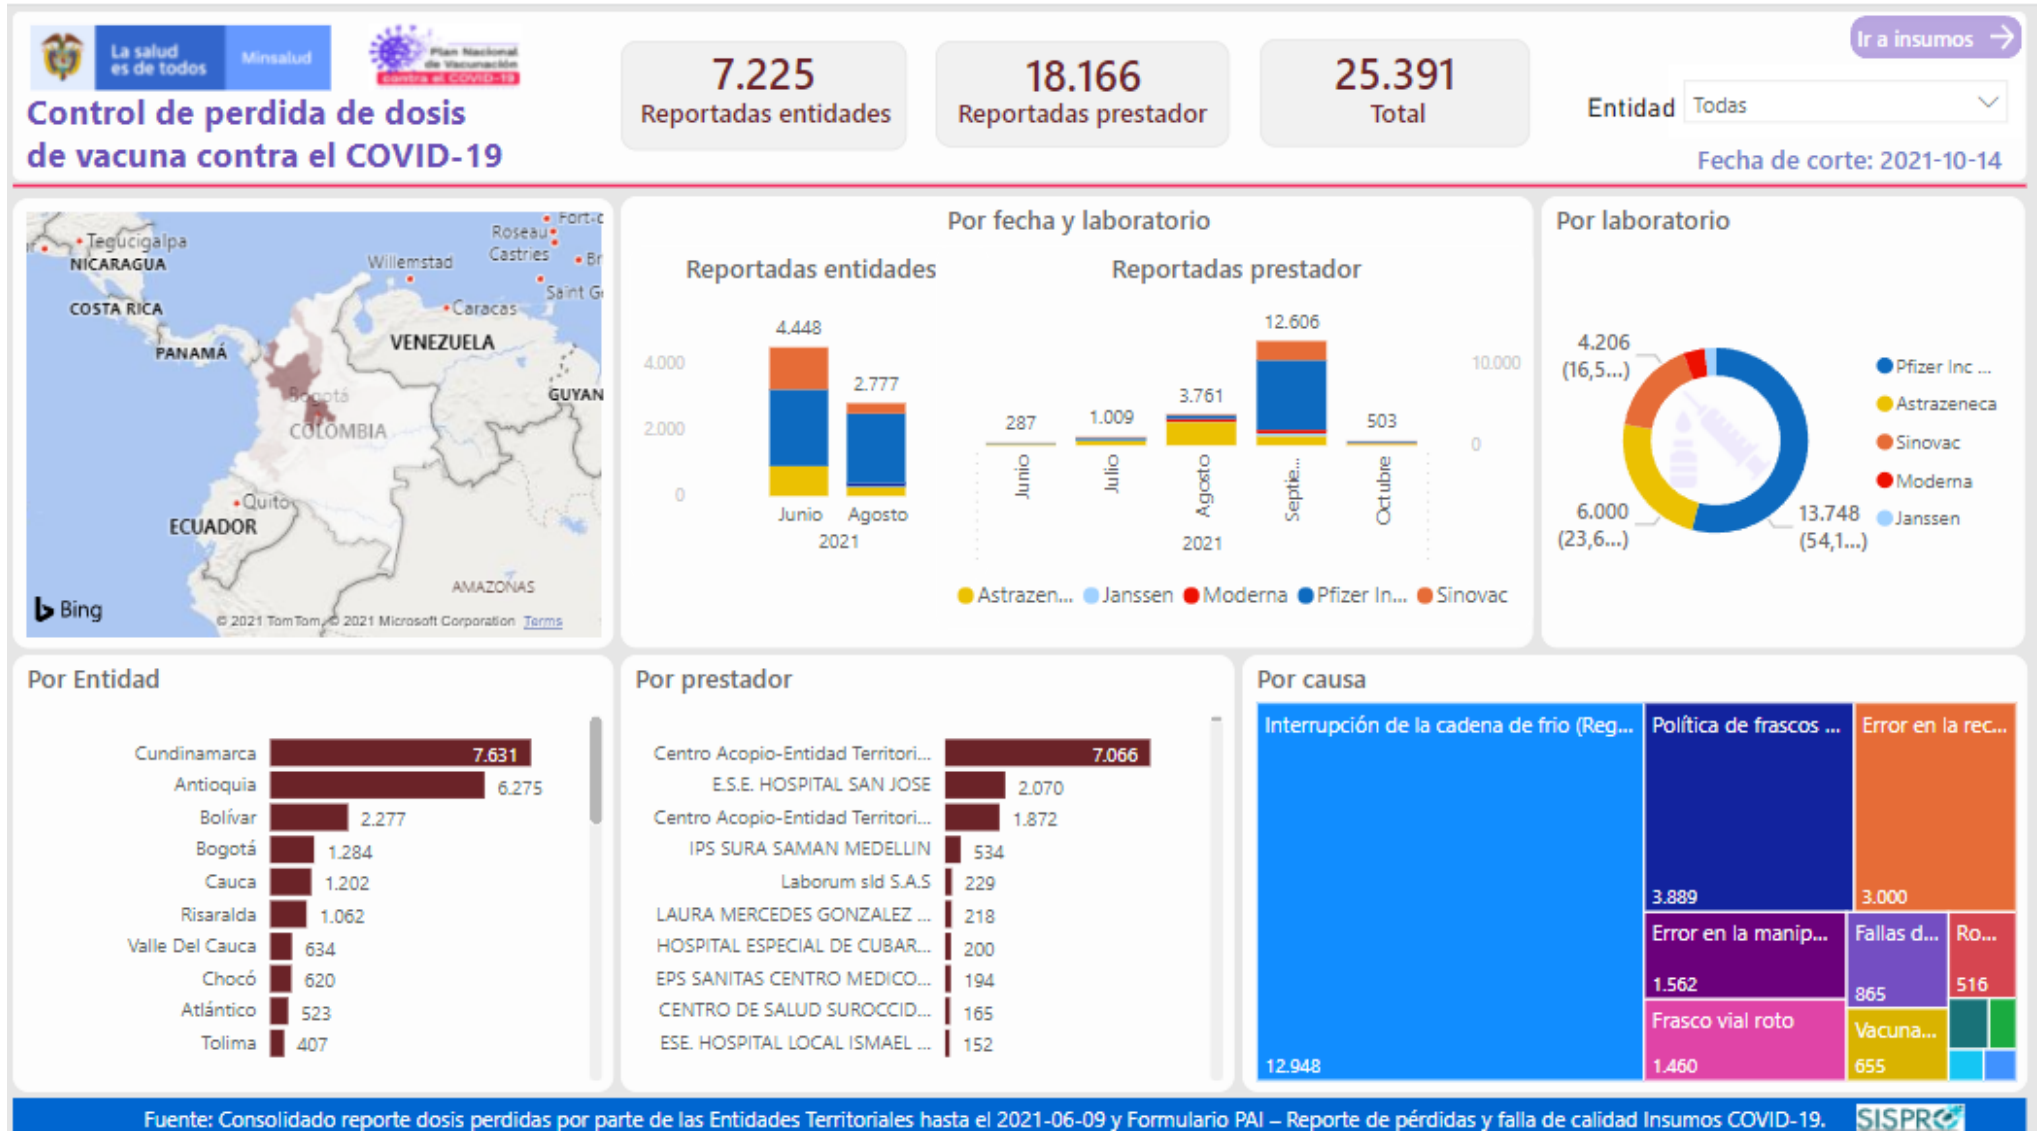 La salud
es de todos
Minsalud
Plan Nacional
de Vacunación
contra el COVID-19
Control de perdida de dosis
de vacuna contra el COVID-19
7.225
Reportadas entidades
18.166
Reportadas prestador
25.391
Total
Ir a insumos
Entidad
Todas
Fecha de corte: 2021-10-14
Fort-c
Roseau
Tegucigalpa
Castries
NICARAGUA
Willemstad
Br
Saint G
COSTA RICA
Caracas
VENEZUELA
PANAMÁ
Bogotá
GUYAN
COLOMBIA
Quito
ECUADOR
AMAZONAS
Bing
© 2021 TomTom, © 2021 Microsoft Corporation Terms
Por fecha y laboratorio
Reportadas entidades
4.448
2.777
4.000
2.000
0
Junio Agosto
2021
Reportadas prestador
12.606
3.761
1.009
287
503
10.000
0
Junio
Julio
Agosto
Septie...
Octubre
2021
Astrazen... Janssen Moderna Pfizer In... Sinovac
Por laboratorio
4.206
(16,5...)
6.000
(23,6...)
13.748
(54,1...)
Pfizer Inc ...
Astrazeneca
Sinovac
Moderna
Janssen
Por Entidad
Cundinamarca 7.631
Antioquia 6.275
Bolívar 2.277
Bogotá 1.284
Cauca 1.202
Risaralda 1.062
Valle Del Cauca 634
Chocó 620
Atlántico 523
Tolima 407
Por prestador
Centro Acopio-Entidad Territori... 7.066
E.S.E. HOSPITAL SAN JOSE 2.070
Centro Acopio-Entidad Territori... 1.872
IPS SURA SAMAN MEDELLIN 534
Laborum sld S.A.S 229
LAURA MERCEDES GONZALEZ ... 218
HOSPITAL ESPECIAL DE CUBAR... 200
EPS SANITAS CENTRO MEDICO... 194
CENTRO DE SALUD SUROCCID... 165
ESE. HOSPITAL LOCAL ISMAEL ... 152
Por causa
Interrupción de la cadena de frio (Reg...
12.948
Política de frascos ...
3.889
Error en la rec...
3.000
Error en la manip...
1.562
Fallas d...
865
Ro...
516
Frasco vial roto
1.460
Vacuna...
655
Fuente: Consolidado reporte dosis perdidas por parte de las Entidades Territoriales hasta el 2021-06-09 y Formulario PAI – Reporte de pérdidas y falla de calidad Insumos COVID-19.
SISPRO